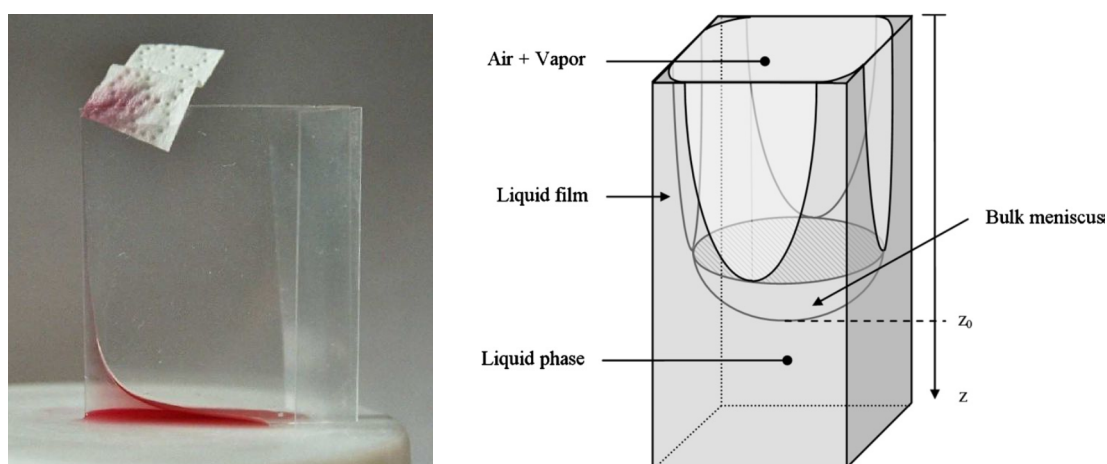 Air + Vapor
Liquid film
Bulk meniscus
z₀
Liquid phase
z